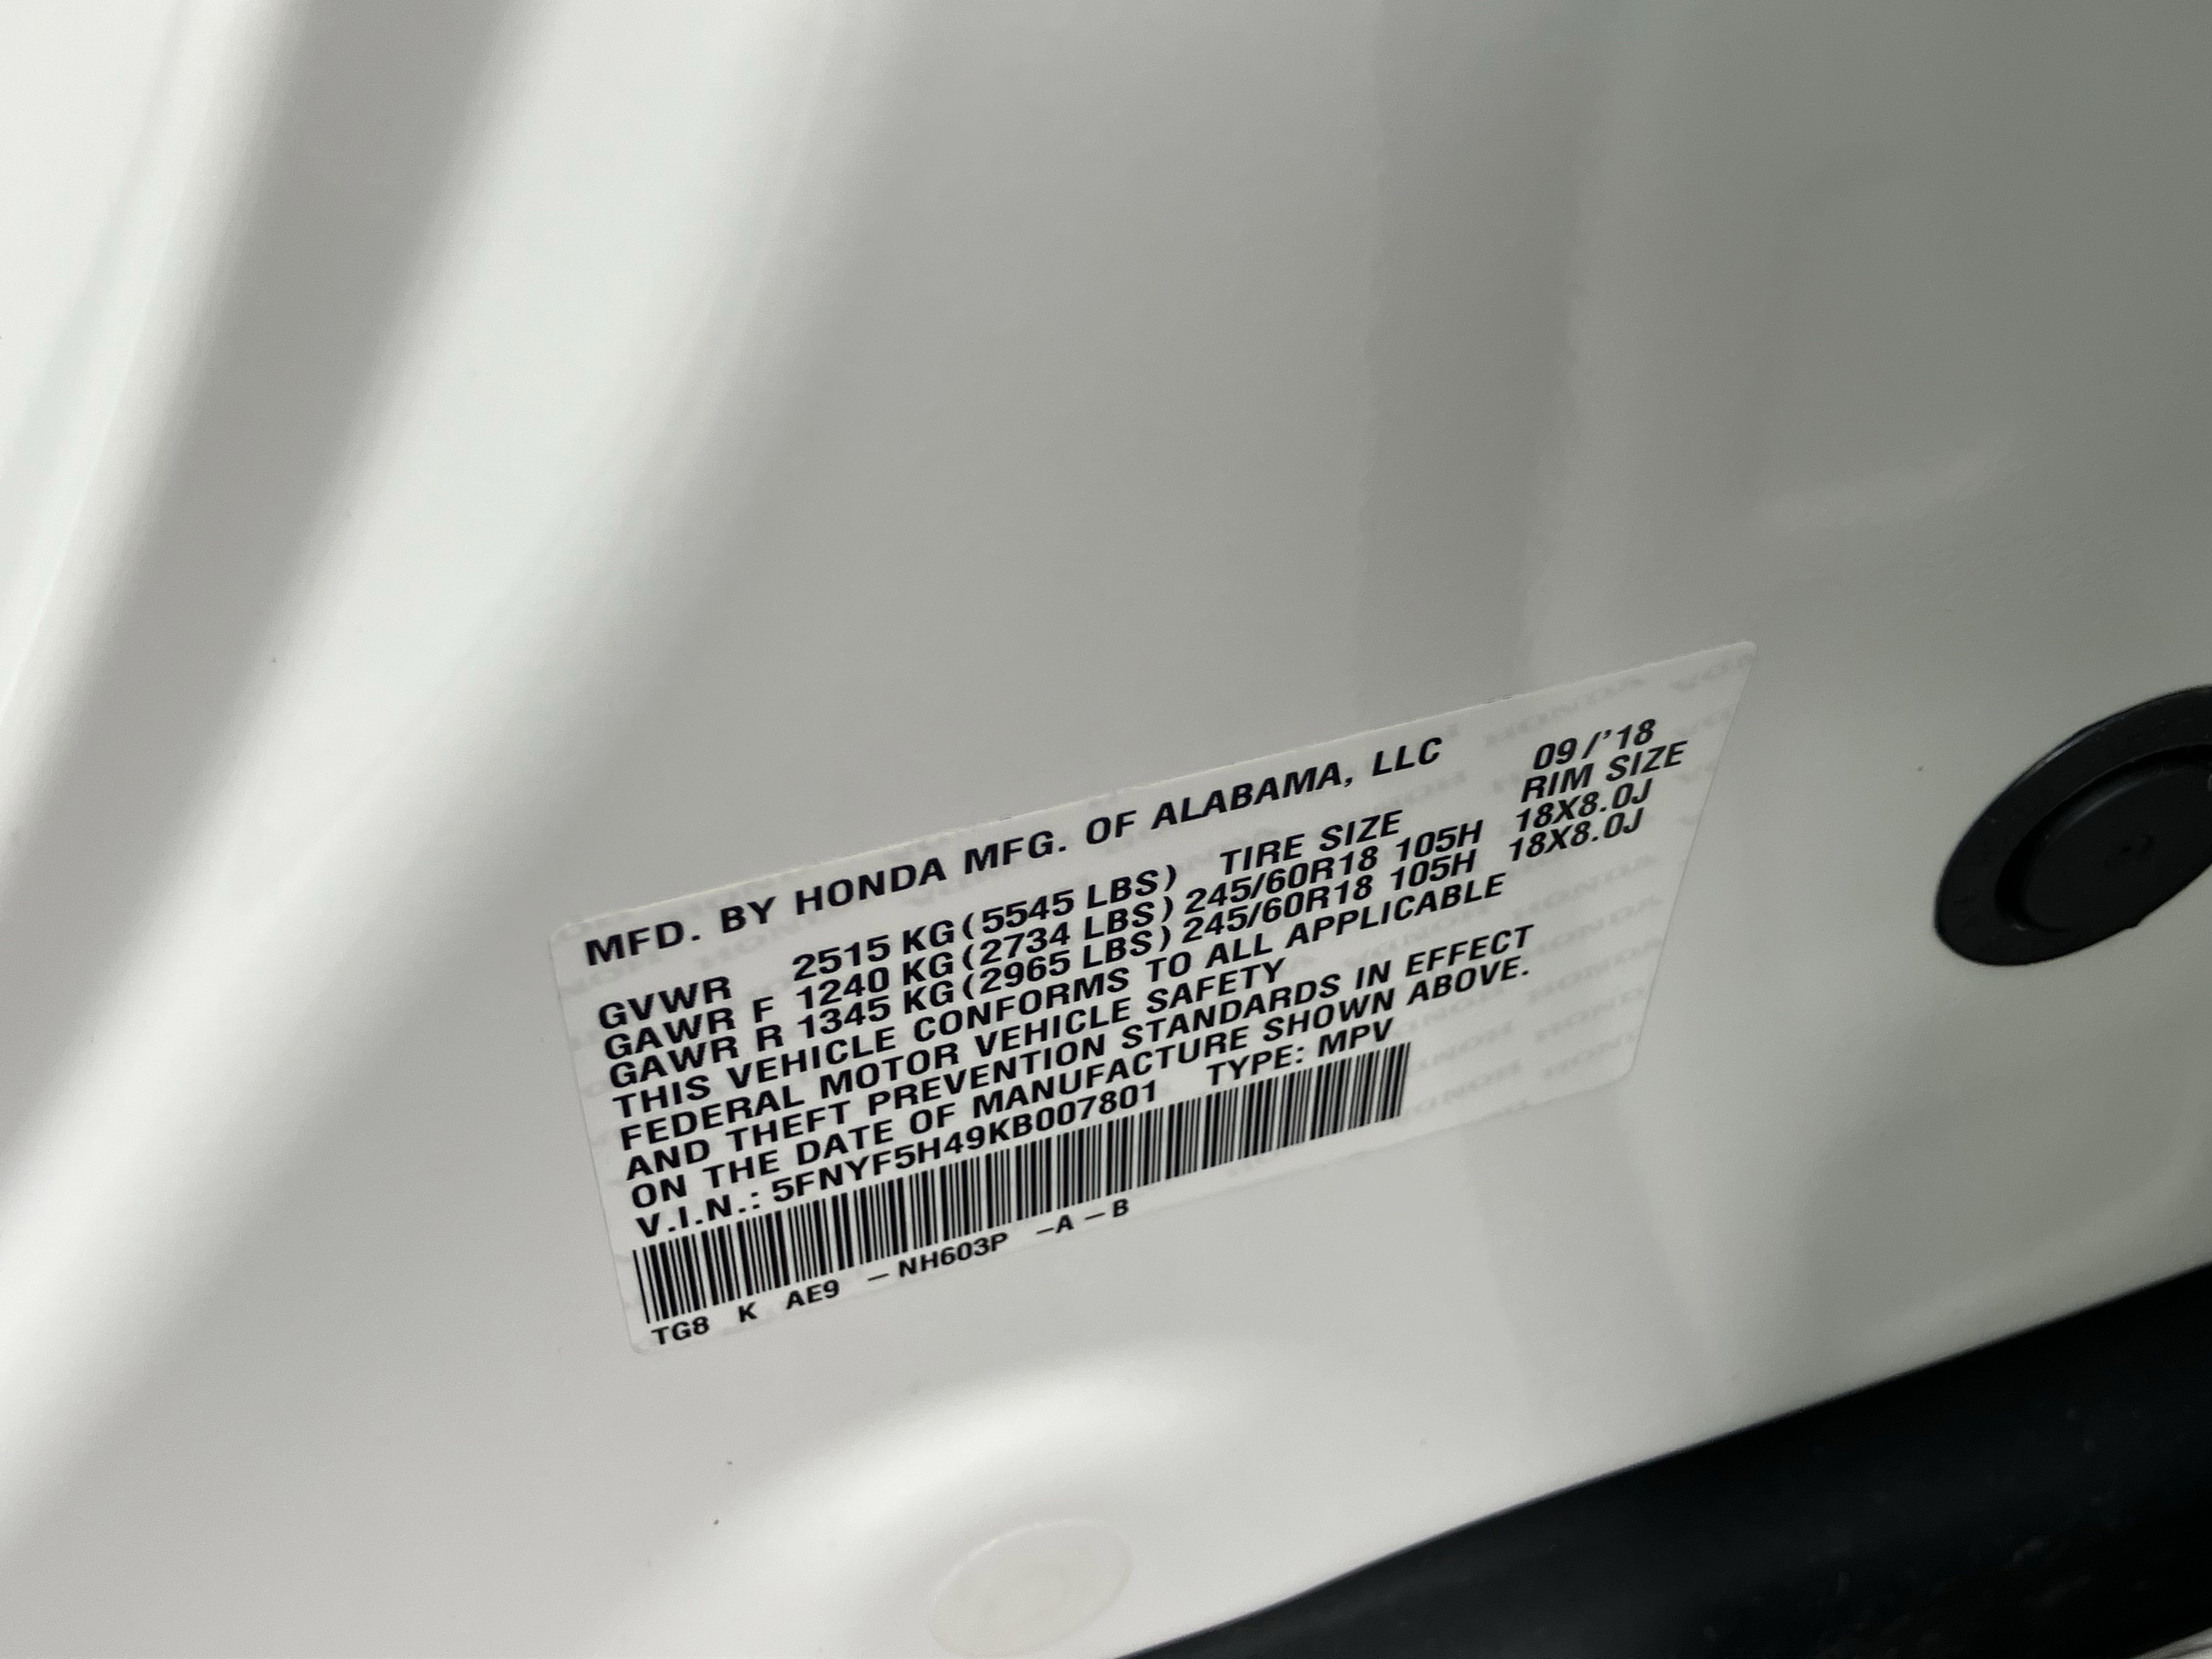 MFD. BY HONDA MFG. OF ALABAMA, LLC 09/'18
GVWR 2515 KG (5545 LBS) TIRE SIZE RIM SIZE
GAWR F 1240 KG (2734 LBS) 245/60R18 105H 18X8.0J
GAWR R 1345 KG (2965 LBS) 245/60R18 105H 18X8.0J
THIS VEHICLE CONFORMS TO ALL APPLICABLE
FEDERAL MOTOR VEHICLE SAFETY
AND THEFT PREVENTION STANDARDS IN EFFECT
ON THE DATE OF MANUFACTURE SHOWN ABOVE.
V.I.N.: 5FNYF5H49KB007801 TYPE: MPV
TG8 K AE9 – NH603P –A – B